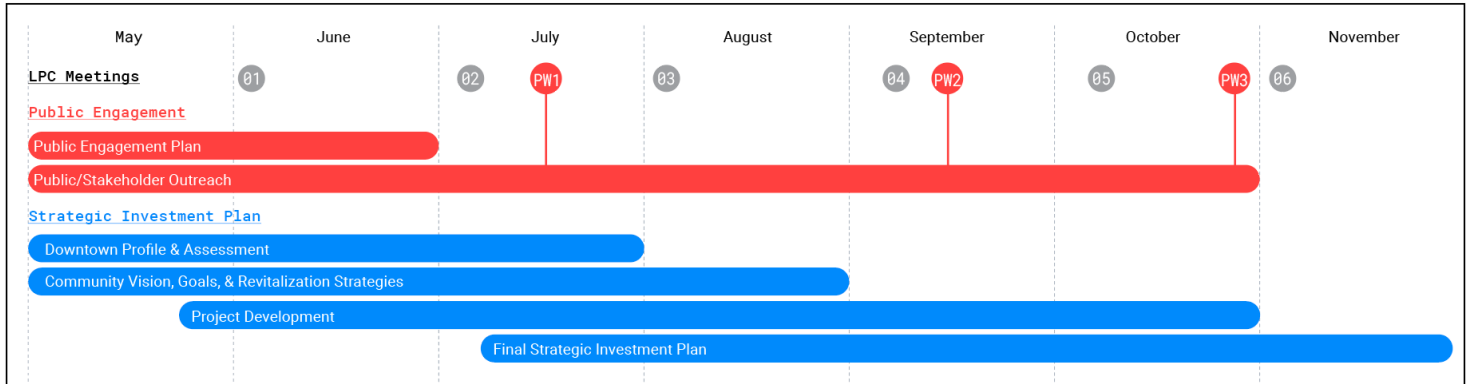 May June July August September October November
LPC Meetings 01 02 PW1 03 04 PW2 05 PW3 06
Public Engagement
Public Engagement Plan
Public/Stakeholder Outreach
Strategic Investment Plan
Downtown Profile & Assessment
Community Vision, Goals, & Revitalization Strategies
Project Development
Final Strategic Investment Plan